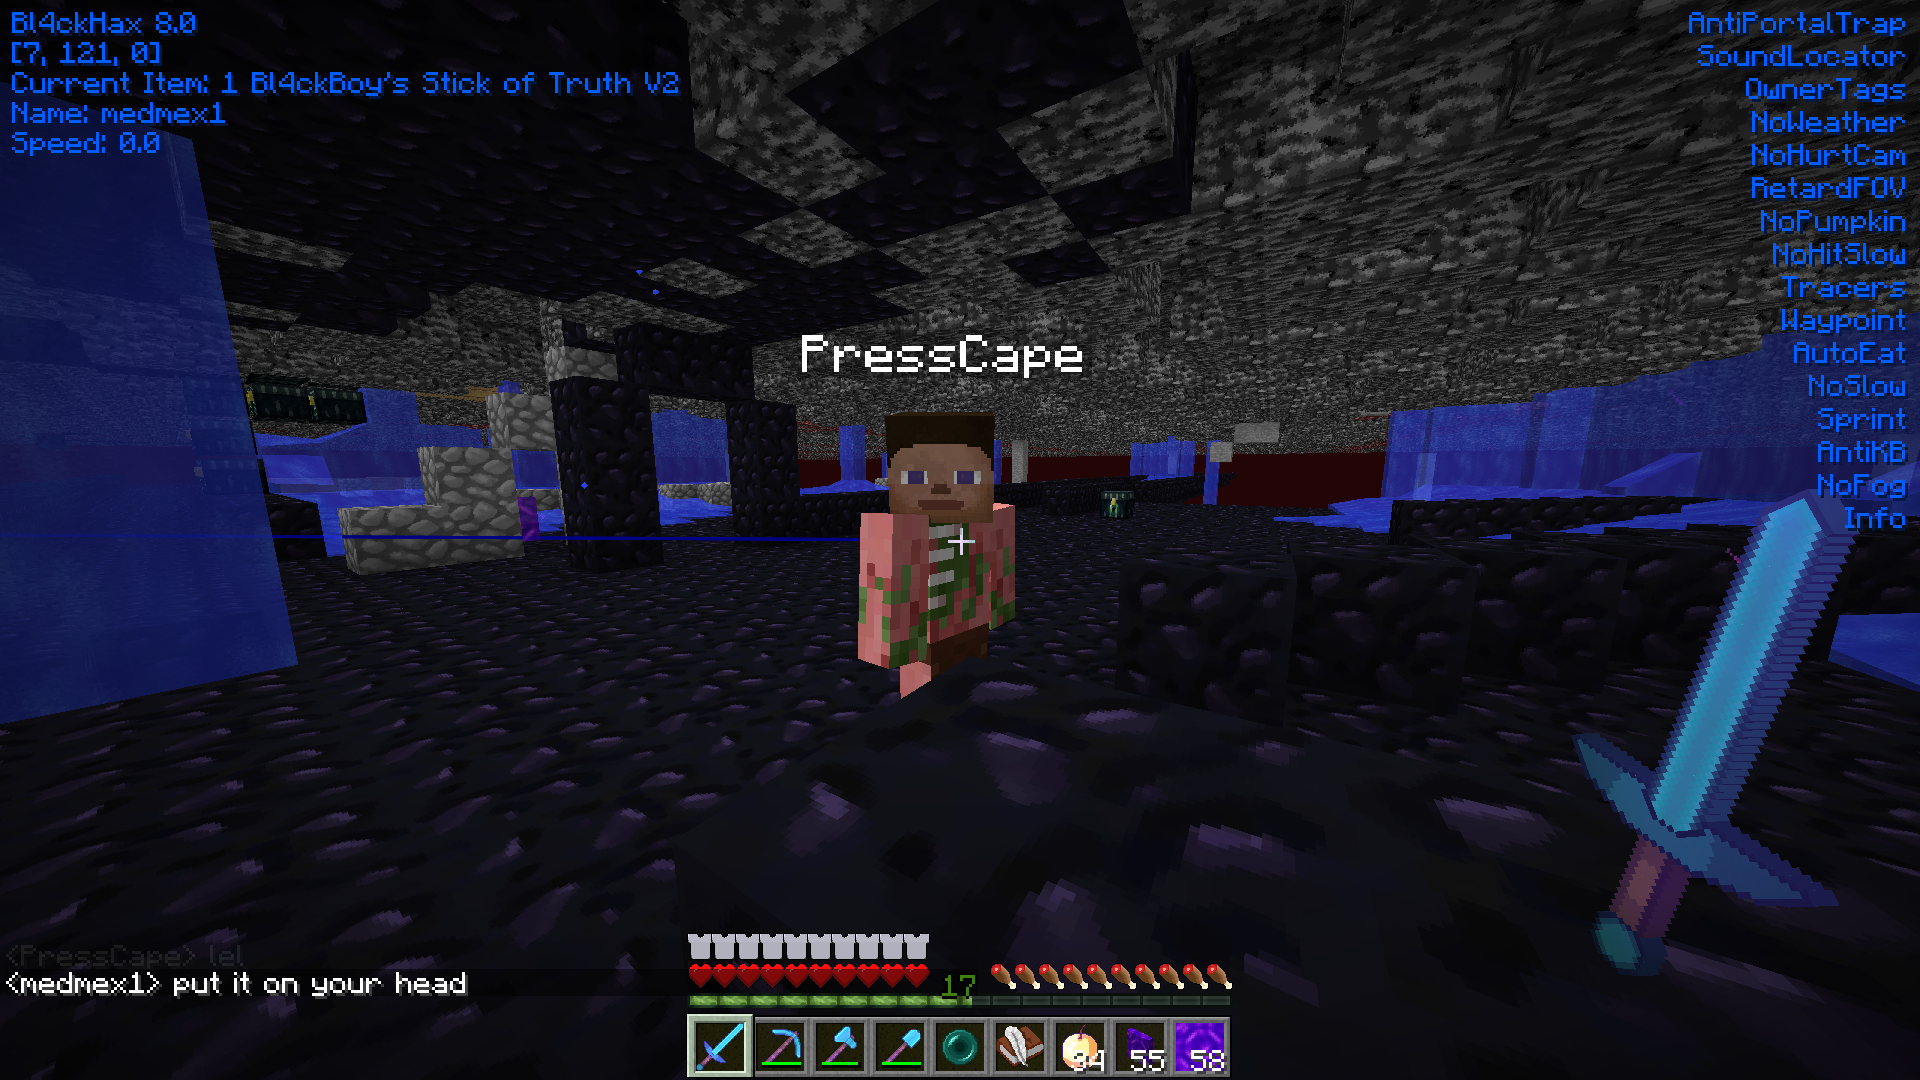 Bl4ckHax 8.0
[7, 121, 0]
Current Item: 1 Bl4ckBoy's Stick of Truth V2
Name: medmex1
Speed: 0.0
AntiPortalTrap
SoundLocator
OwnerTags
NoWeather
NoHurtCam
RetardFOV
NoPumpkin
NoHitSlow
Tracers
Waypoint
AutoEat
NoSlow
Sprint
AntiKB
NoFog
Info
PressCape
<PressCape> lel
<medmex1> put it on your head
17
34
55
58